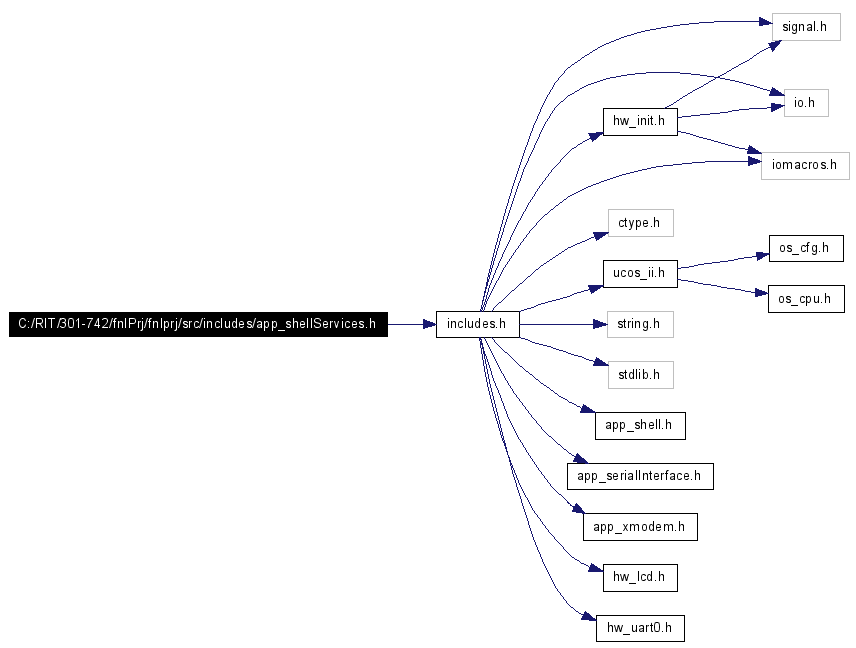 signal.h
io.h
hw_init.h
iomacros.h
ctype.h
os_cfg.h
ucos_ii.h
os_cpu.h
C:/RIT/301-742/fnlPrj/fnlprj/src/includes/app_shellServices.h
includes.h
string.h
stdlib.h
app_shell.h
app_serialInterface.h
app_xmodem.h
hw_lcd.h
hw_uart0.h